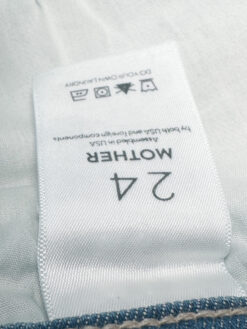 24
MOTHER
Assembled in USA
by both USA and foreign components
DO YOUR OWN LAUNDRY